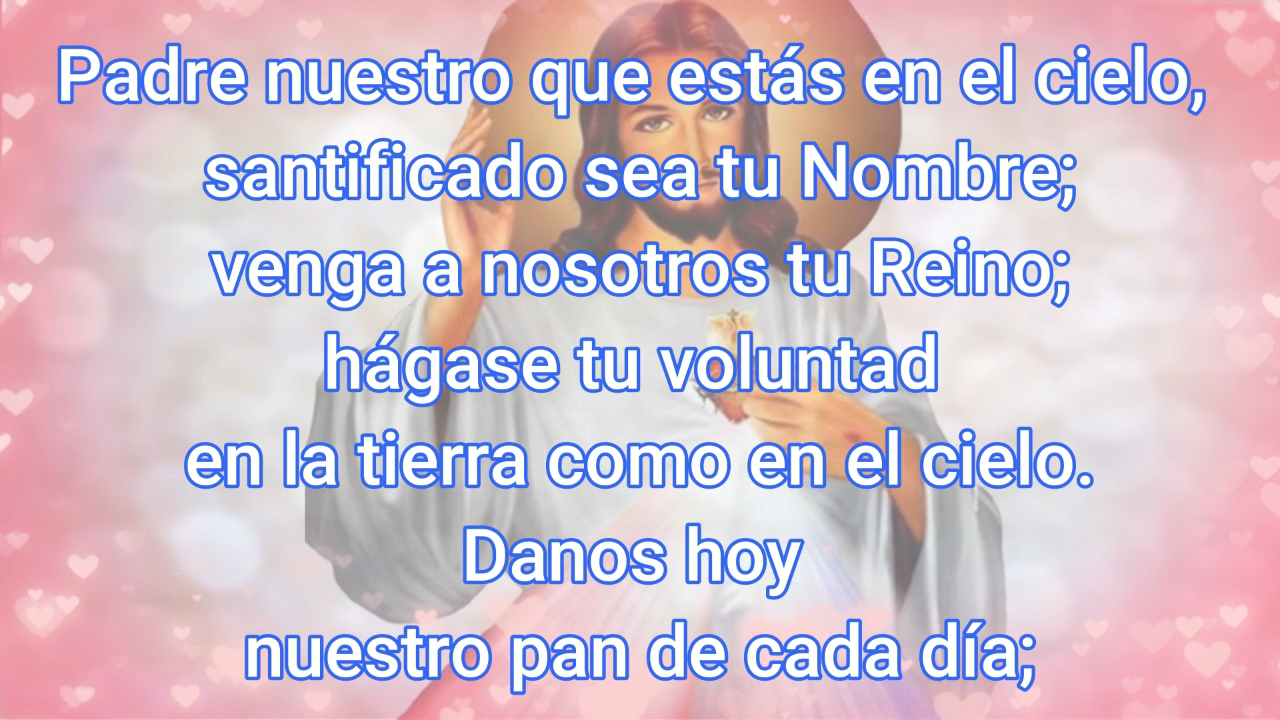 Padre nuestro que estás en el cielo,
santificado sea tu Nombre;
venga a nosotros tu Reino;
hágase tu voluntad
en la tierra como en el cielo.
Danos hoy
nuestro pan de cada día;